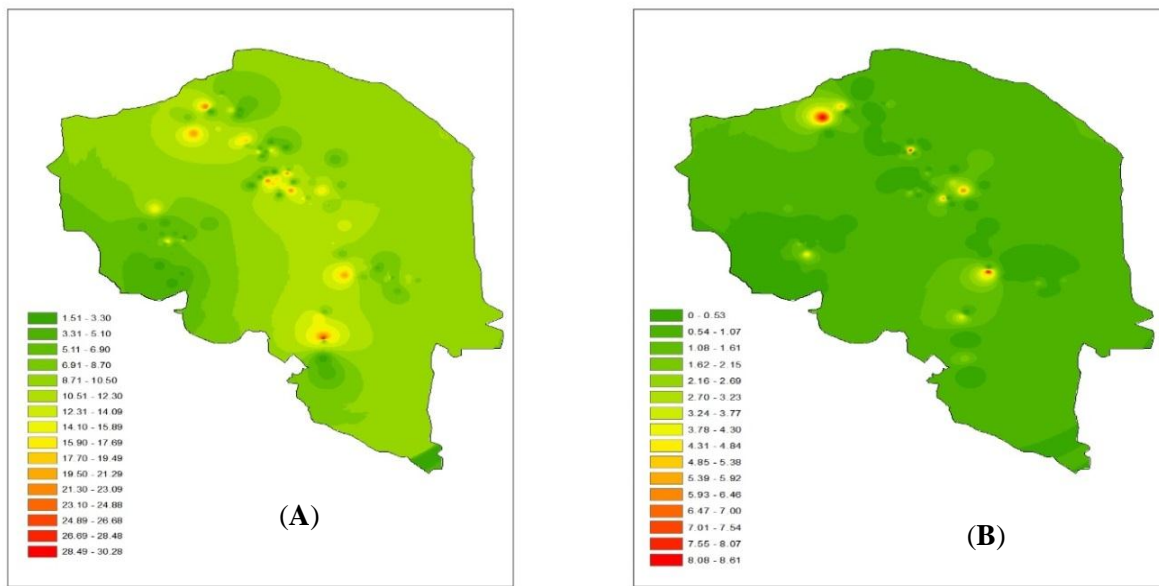 1.51 - 3.30
3.31 - 5.10
5.11 - 6.90
6.91 - 8.70
8.71 - 10.50
10.51 - 12.30
12.31 - 14.09
14.10 - 15.89
15.90 - 17.69
17.70 - 19.49
19.50 - 21.29
21.30 - 23.09
23.10 - 24.88
24.89 - 26.68
26.69 - 28.48
28.49 - 30.28
(A)
0 - 0.53
0.54 - 1.07
1.08 - 1.61
1.62 - 2.15
2.16 - 2.69
2.70 - 3.23
3.24 - 3.77
3.78 - 4.30
4.31 - 4.84
4.85 - 5.38
5.39 - 5.92
5.93 - 6.46
6.47 - 7.00
7.01 - 7.54
7.55 - 8.07
8.08 - 8.61
(B)